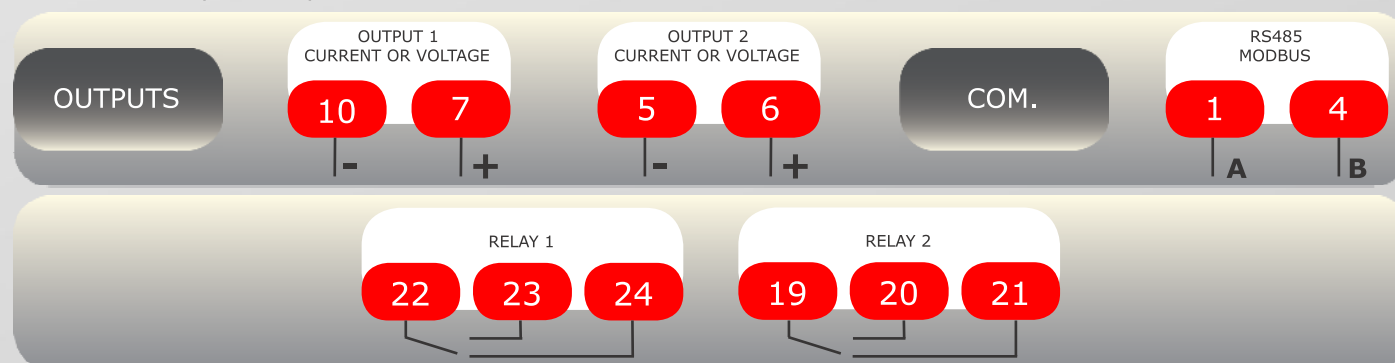 OUTPUTS
OUTPUT 1
CURRENT OR VOLTAGE
10 7
- +
OUTPUT 2
CURRENT OR VOLTAGE
5 6
- +
COM.
RS485
MODBUS
1 4
A B
RELAY 1
22 23 24
RELAY 2
19 20 21